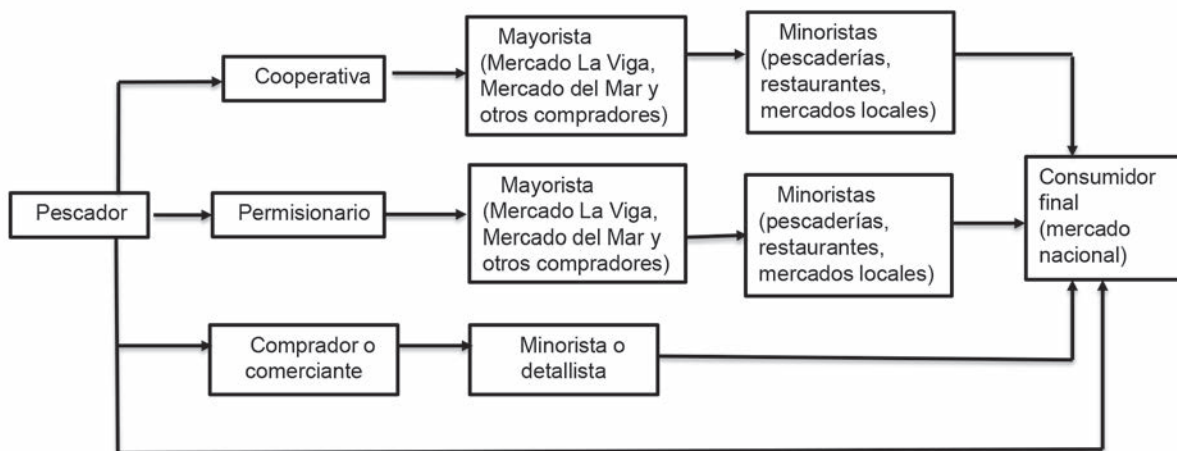 Cooperativa
Mayorista
(Mercado La Viga,
Mercado del Mar y
otros compradores)
Minoristas
(pescaderías,
restaurantes,
mercados locales)
Pescador
Permisionario
Mayorista
(Mercado La Viga,
Mercado del Mar y
otros compradores)
Minoristas
(pescaderías,
restaurantes,
mercados locales)
Consumidor
final
(mercado
nacional)
Comprador o
comerciante
Minorista o
detallista